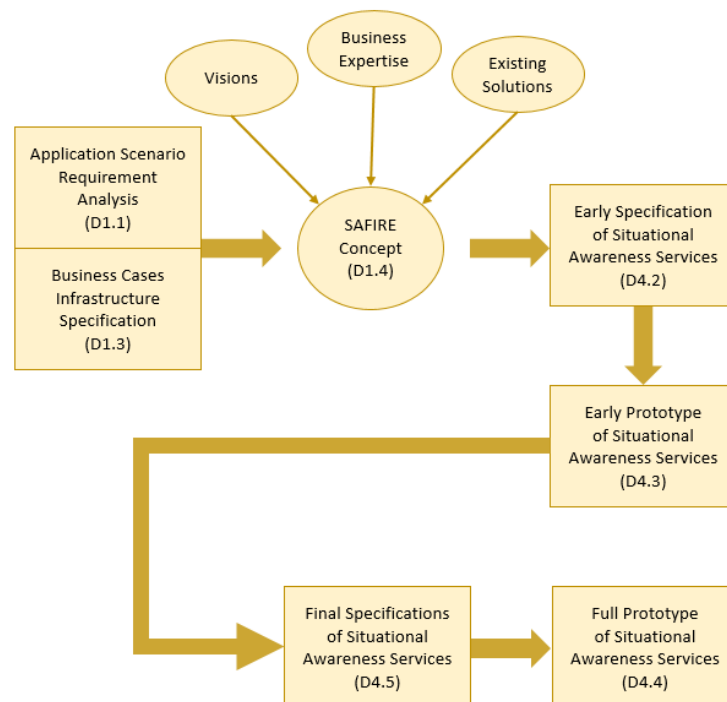 Business
Expertise
Visions
Existing
Solutions
Application Scenario
Requirement
Analysis
(D1.1)
Business Cases
Infrastructure
Specification
(D1.3)
SAFIRE
Concept
(D1.4)
Early Specification
of Situational
Awareness Services
(D4.2)
Early Prototype
of Situational
Awareness Services
(D4.3)
Final Specifications
of Situational
Awareness Services
(D4.5)
Full Prototype
of Situational
Awareness Services
(D4.4)